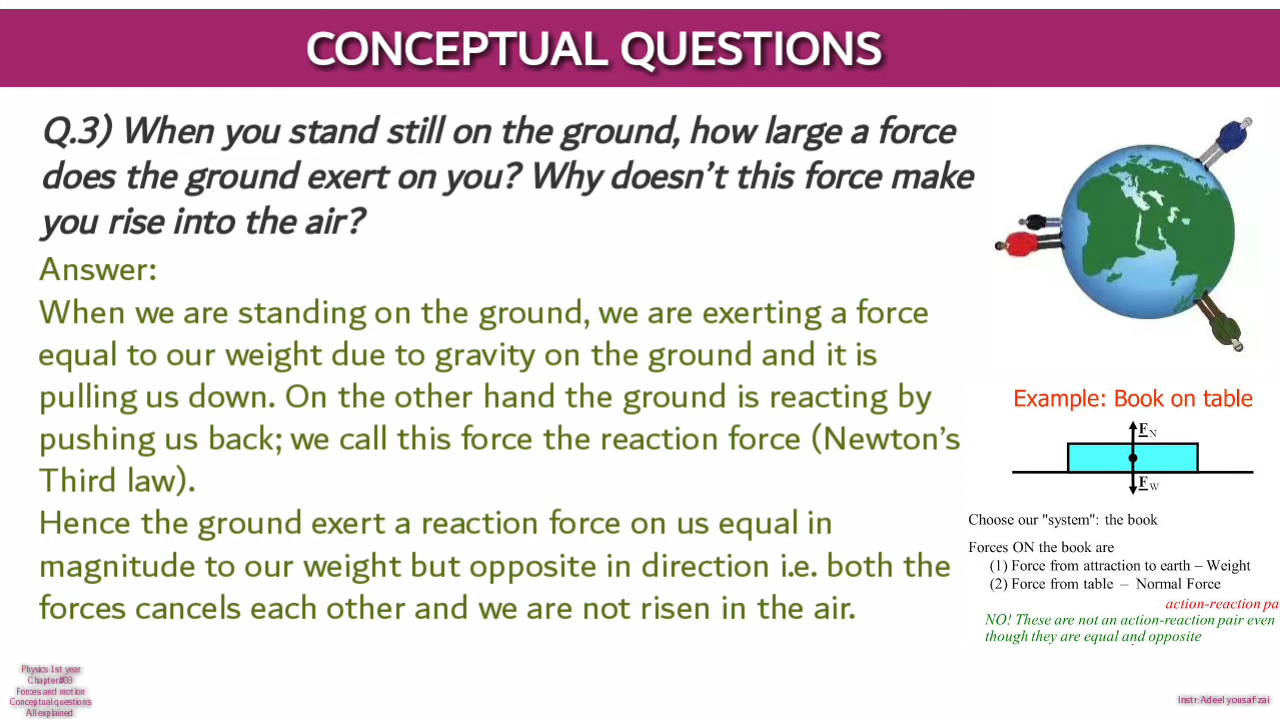 CONCEPTUAL QUESTIONS
Q.3) When you stand still on the ground, how large a force
does the ground exert on you? Why doesn't this force make
you rise into the air?
Answer:
When we are standing on the ground, we are exerting a force
equal to our weight due to gravity on the ground and it is
pulling us down. On the other hand the ground is reacting by
pushing us back; we call this force the reaction force (Newton's
Third law).
Hence the ground exert a reaction force on us equal in
magnitude to our weight but opposite in direction i.e. both the
forces cancels each other and we are not risen in the air.
Example: Book on table
F N
F W
Choose our "system": the book
Forces ON the book are
(1) Force from attraction to earth – Weight
(2) Force from table – Normal Force
action-reaction pa
NO! These are not an action-reaction pair even
though they are equal and opposite
Physics 1st year
Chapter#03
Forces and motion
Conceptual questions
All explained
Instr:Adeel yousafzai